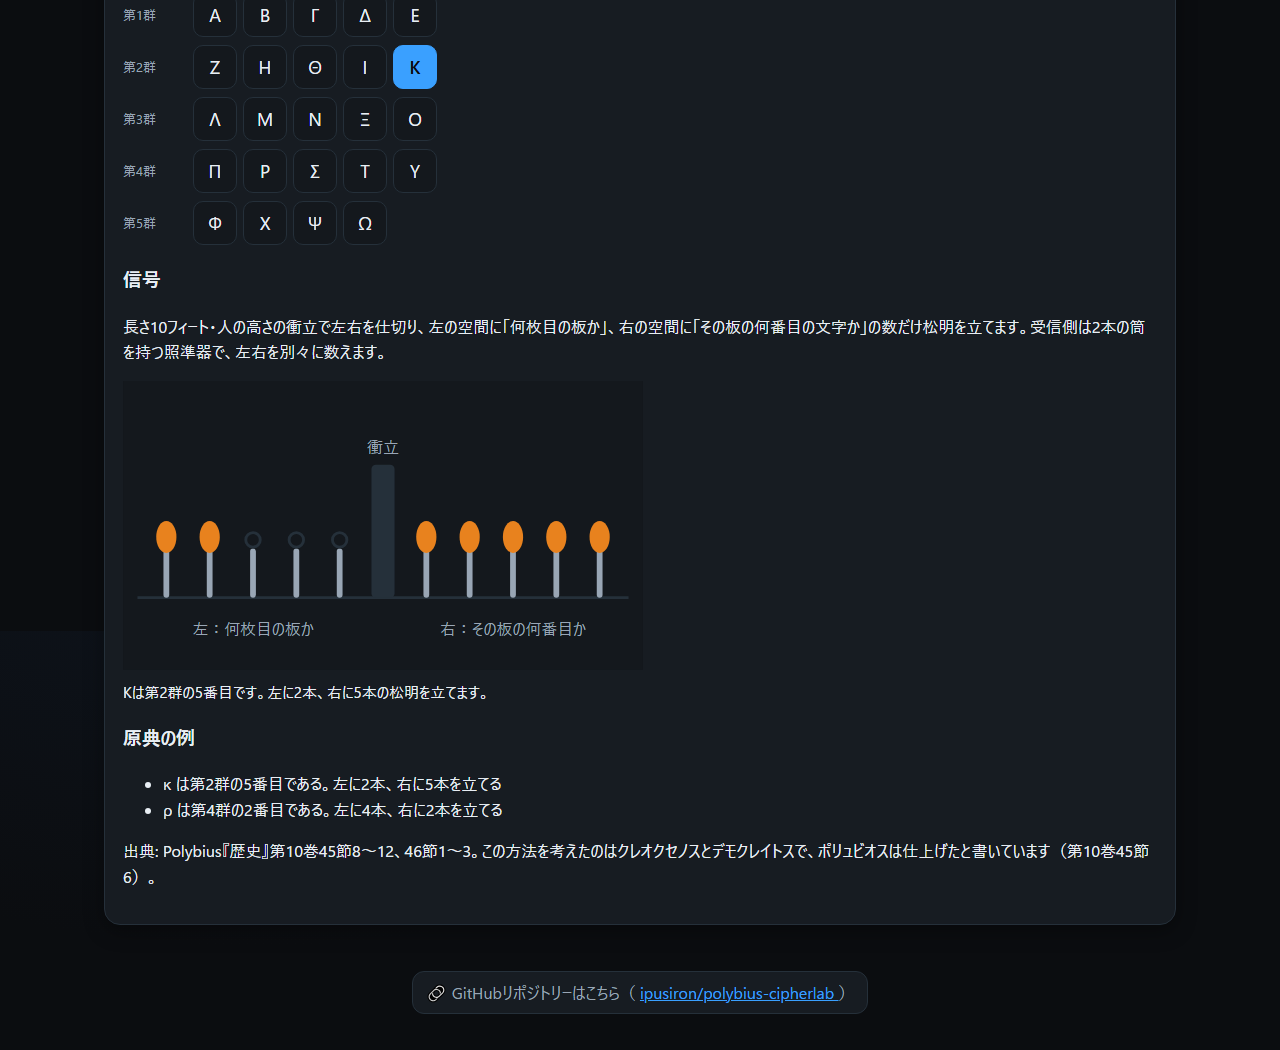 第1群 Α Β Γ Δ Ε
第2群 Ζ Η Θ Ι Κ
第3群 Λ Μ Ν Ξ Ο
第4群 Π Ρ Σ Τ Υ
第5群 Φ Χ Ψ Ω
信号
長さ10フィート・人の高さの衝立で左右を仕切り、左の空間に「何枚目の板か」、右の空間に「その板の何番目の文字か」の数だけ松明を立てます。受信側は2本の筒
を持つ照準器で、左右を別々に数えます。
衝立
左：何枚目の板か 右：その板の何番目か
Κは第2群の5番目です。左に2本、右に5本の松明を立てます。
原典の例
• κ は第2群の5番目である。左に2本、右に5本を立てる
• ρ は第4群の2番目である。左に4本、右に2本を立てる
出典: Polybius『歴史』第10巻45節8〜12、46節1〜3。この方法を考えたのはクレオクセノスとデモクレイトスで、ポリュビオスは仕上げたと書いています（第10巻45節
6）。
🔗 GitHubリポジトリーはこちら（ ipusiron/polybius-cipherlab ）